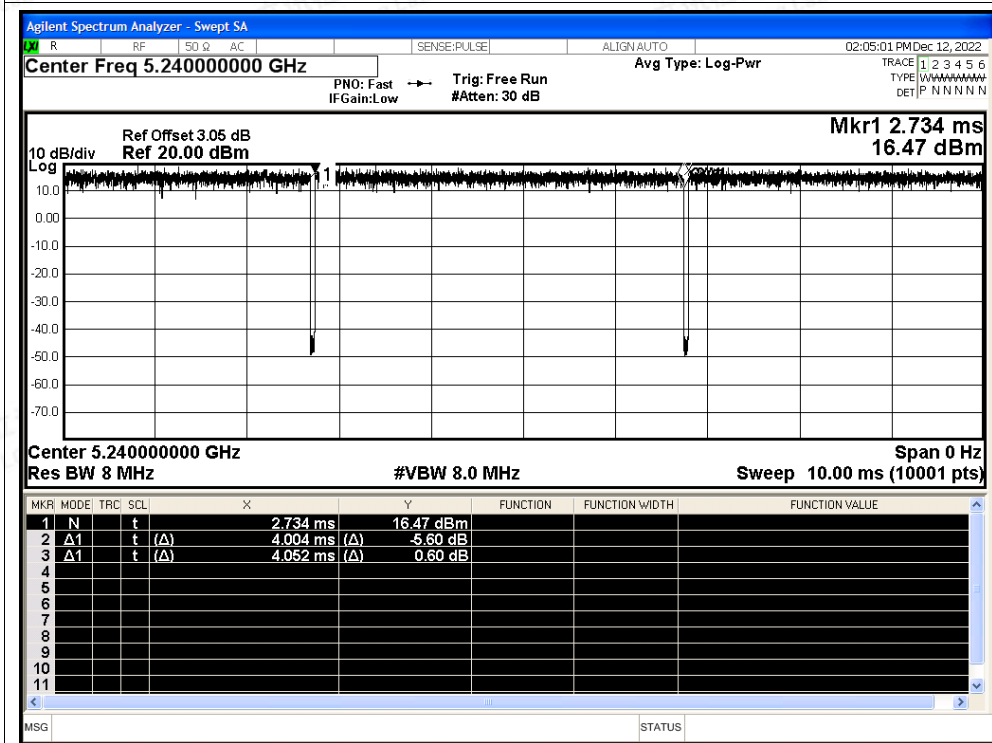 Agilent Spectrum Analyzer - Swept SA
LXI R RF 50 Ω AC SENSE:PULSE ALIGN AUTO 02:05:01 PM Dec 12, 2022
Center Freq 5.240000000 GHz Avg Type: Log-Pwr TRACE 1 2 3 4 5 6
PNO: Fast Trig: Free Run TYPE
IFGain:Low #Atten: 30 dB DET P N N N N N
Mkr1 2.734 ms
Ref Offset 3.05 dB
10 dB/div Ref 20.00 dBm 16.47 dBm
Log
1
10.0
0.00
-10.0
-20.0
-30.0
-40.0
-50.0
-60.0
-70.0
Center 5.240000000 GHz Span 0 Hz
Res BW 8 MHz #VBW 8.0 MHz Sweep 10.00 ms (10001 pts)
MKR MODE TRC SCL X Y FUNCTION FUNCTION WIDTH FUNCTION VALUE
1 N t 2.734 ms 16.47 dBm
2 Δ1 t (Δ) 4.004 ms (Δ) -5.60 dB
3 Δ1 t (Δ) 4.052 ms (Δ) 0.60 dB
4
5
6
7
8
9
10
11
MSG STATUS